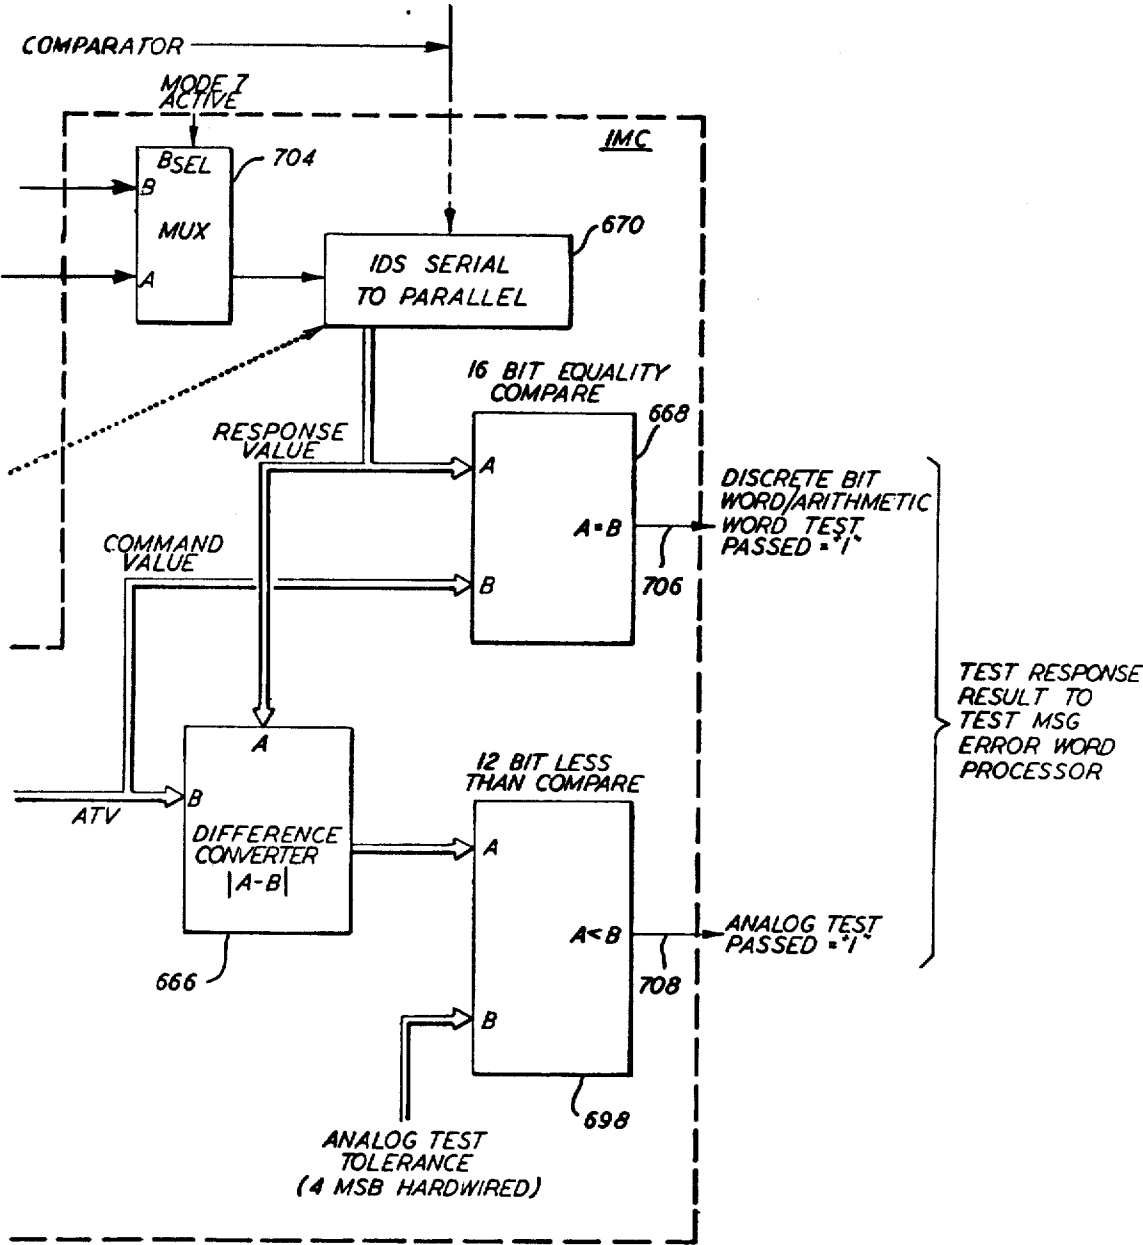 COMPARATOR
MODE 7
ACTIVE
IMC
BSEL
704
B
MUX
A
670
IDS SERIAL
TO PARALLEL
16 BIT EQUALITY
COMPARE
668
RESPONSE
VALUE
A
DISCRETE BIT
WORD/ARITHMETIC
WORD TEST
PASSED = "1"
A=B
COMMAND
VALUE
B
706
TEST RESPONSE
RESULT TO
TEST MSG
ERROR WORD
PROCESSOR
A
12 BIT LESS
THAN COMPARE
B
ATV
DIFFERENCE
CONVERTER
|A-B|
A
A<B
ANALOG TEST
PASSED = "1"
666
708
B
698
ANALOG TEST
TOLERANCE
(4 MSB HARDWIRED)